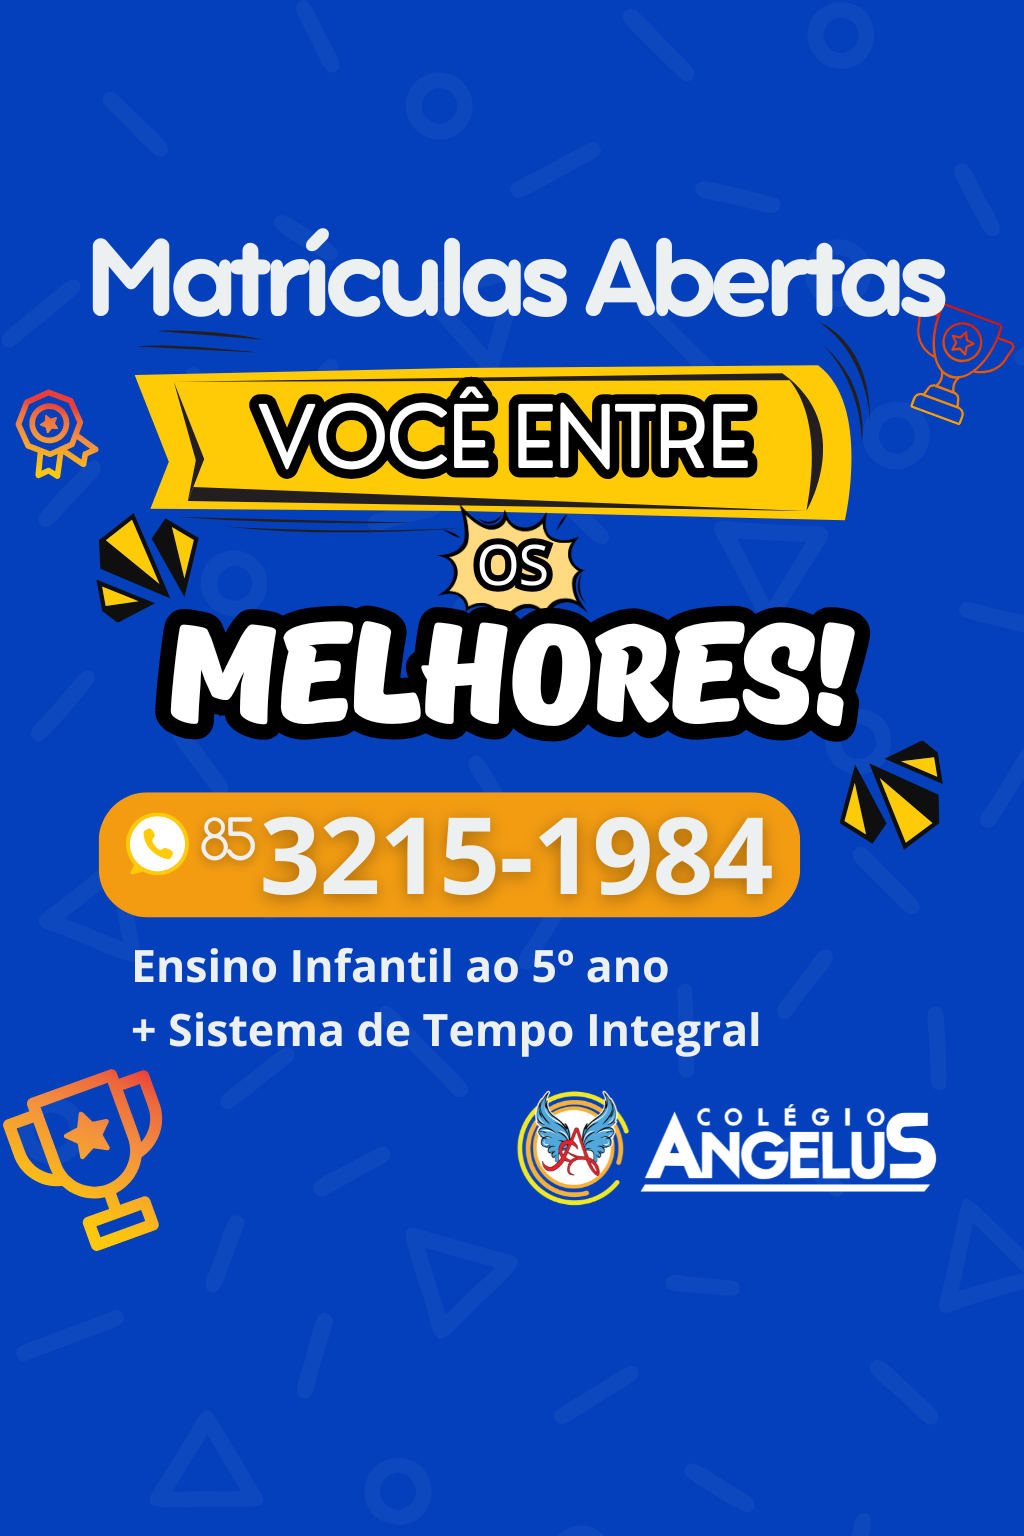 Matrículas Abertas
VOCÊ ENTRE
OS
MELHORES!
85 3215-1984
Ensino Infantil ao 5º ano
+ Sistema de Tempo Integral
COLÉGIO
ANGELUS